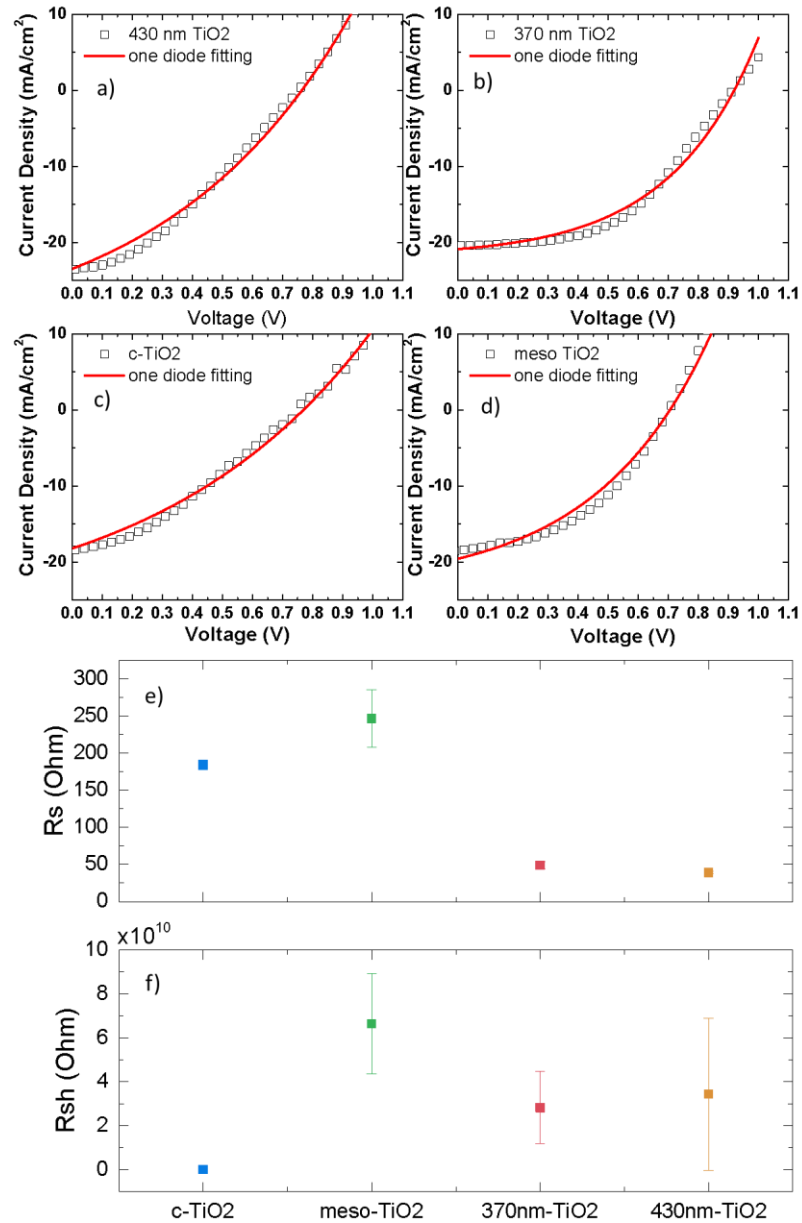 430 nm TiO2
one diode fitting
a)
Current Density (mA/cm²)
10
0
-10
-20
0.0 0.1 0.2 0.3 0.4 0.5 0.6 0.7 0.8 0.9 1.0 1.1
Voltage (V)
370 nm TiO2
one diode fitting
b)
Current Density (mA/cm²)
10
0
-10
-20
0.0 0.1 0.2 0.3 0.4 0.5 0.6 0.7 0.8 0.9 1.0 1.1
Voltage (V)
c-TiO2
one diode fitting
c)
Current Density (mA/cm²)
10
0
-10
-20
0.0 0.1 0.2 0.3 0.4 0.5 0.6 0.7 0.8 0.9 1.0 1.1
Voltage (V)
meso TiO2
one diode fitting
d)
Current Density (mA/cm²)
10
0
-10
-20
0.0 0.1 0.2 0.3 0.4 0.5 0.6 0.7 0.8 0.9 1.0 1.1
Voltage (V)
e)
Rs (Ohm)
300
250
200
150
100
50
0
x10¹⁰
f)
Rsh (Ohm)
10
8
6
4
2
0
c-TiO2 meso-TiO2 370nm-TiO2 430nm-TiO2